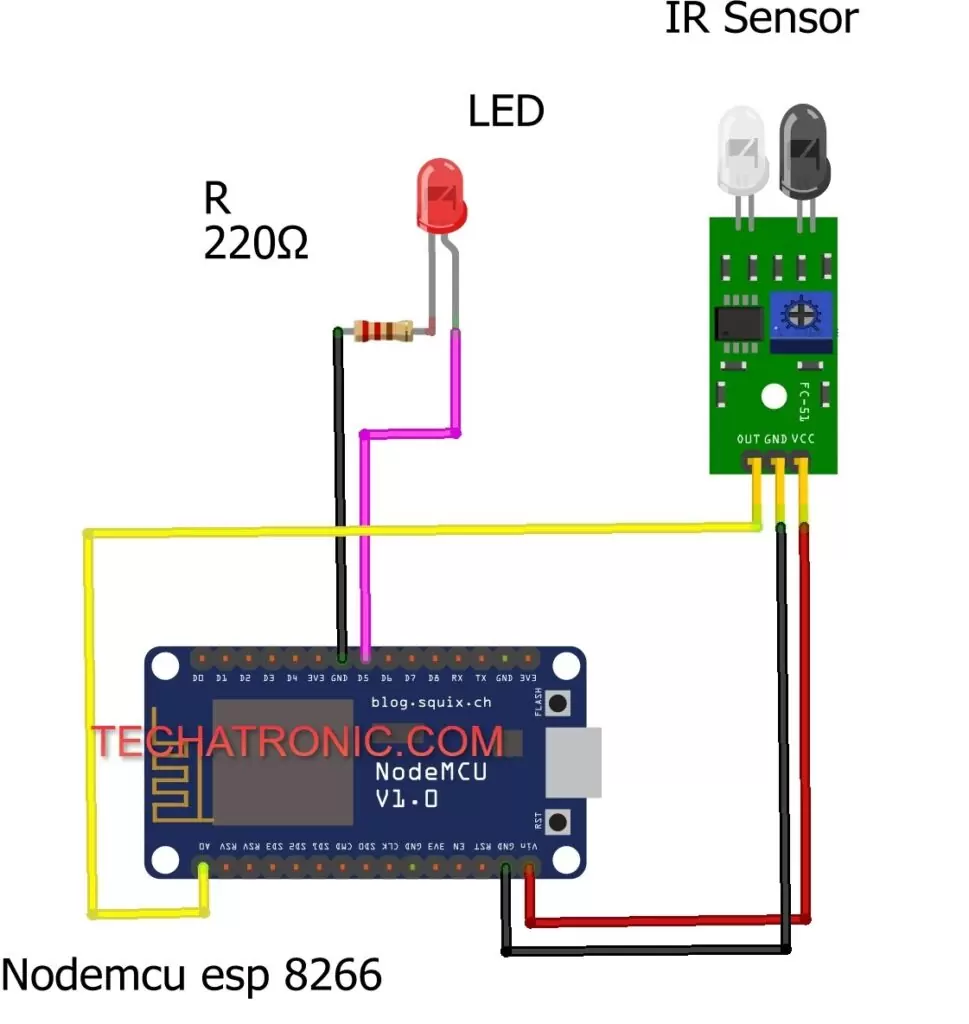 IR Sensor
LED
R
220Ω
FC-51
OUT GND VCC
D0 D1 D2 D3 D4 3V3 GND D5 D6 D7 D8 RX TX GND 3V3
blog.squix.ch
FLASH
TECHATRONIC.COM
NodeMCU
V1.0
RST
A0 RSV RSV SD3 SD2 SD1 CMD SD0 CLK GND 3V3 EN RST GND Vin
Nodemcu esp 8266